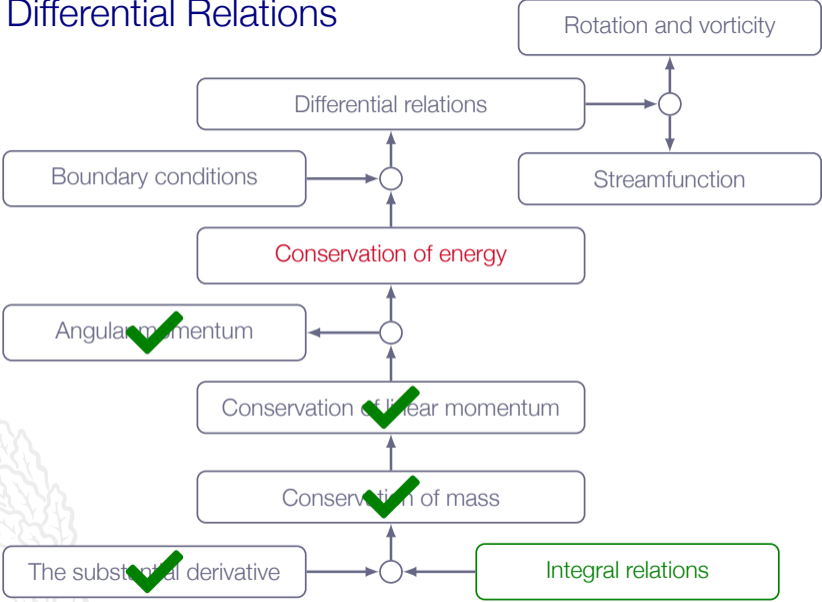 Differential Relations
Rotation and vorticity
Differential relations
Boundary conditions
Streamfunction
Conservation of energy
Angular momentum
Conservation of linear momentum
Conservation of mass
The substantial derivative
Integral relations